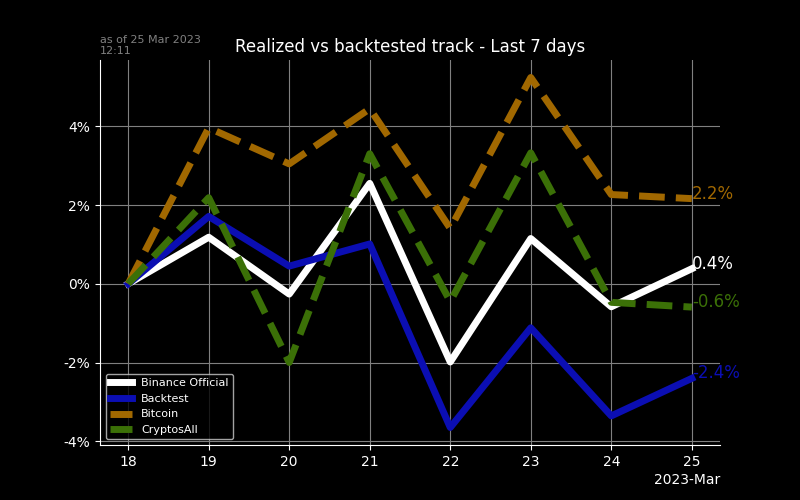 as of 25 Mar 2023
12:11
Realized vs backtested track - Last 7 days
4%
2%
0%
-2%
-4%
2.2%
0.4%
-0.6%
-2.4%
Binance Official
Backtest
Bitcoin
CryptosAll
18 19 20 21 22 23 24 25
2023-Mar